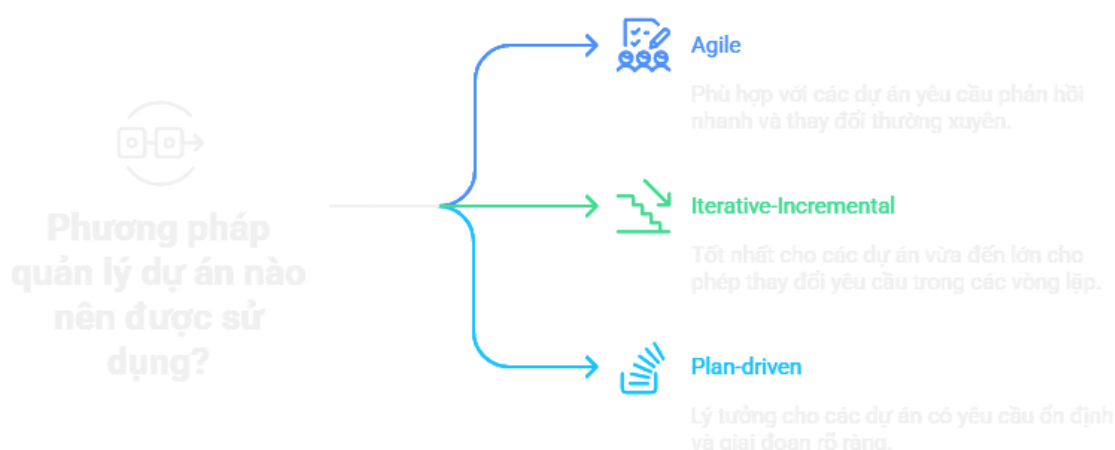 Phương pháp
quản lý dự án nào
nên được sử
dụng?
Agile
Phù hợp với các dự án yêu cầu phản hồi
nhanh và thay đổi thường xuyên.
Iterative-Incremental
Tốt nhất cho các dự án vừa đến lớn cho
phép thay đổi yêu cầu trong các vòng lặp.
Plan-driven
Lý tưởng cho các dự án có yêu cầu ổn định
và giai đoạn rõ ràng.